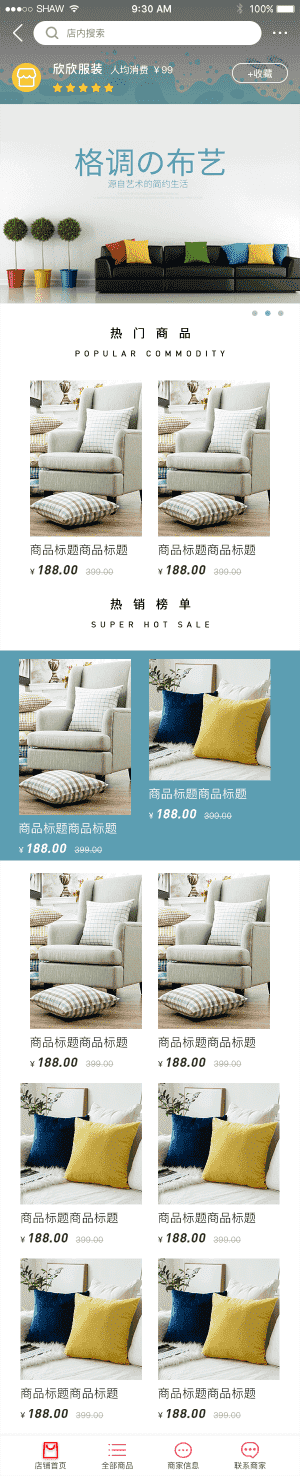 SHAW 9:30 AM 100%
店内搜索
欣欣服装 人均消费 ￥99
+收藏
格调の布艺
源自艺术的简约生活
热门商品
POPULAR COMMODITY
商品标题商品标题 商品标题商品标题
¥ 188.00 399.00 ¥ 188.00 399.00
热销榜单
SUPER HOT SALE
商品标题商品标题
¥ 188.00 399.00
商品标题商品标题
¥ 188.00 399.00
商品标题商品标题 商品标题商品标题
¥ 188.00 399.00 ¥ 188.00 399.00
商品标题商品标题 商品标题商品标题
¥ 188.00 399.00 ¥ 188.00 399.00
商品标题商品标题 商品标题商品标题
¥ 188.00 399.00 ¥ 188.00 399.00
店铺首页 全部商品 商家信息 联系商家